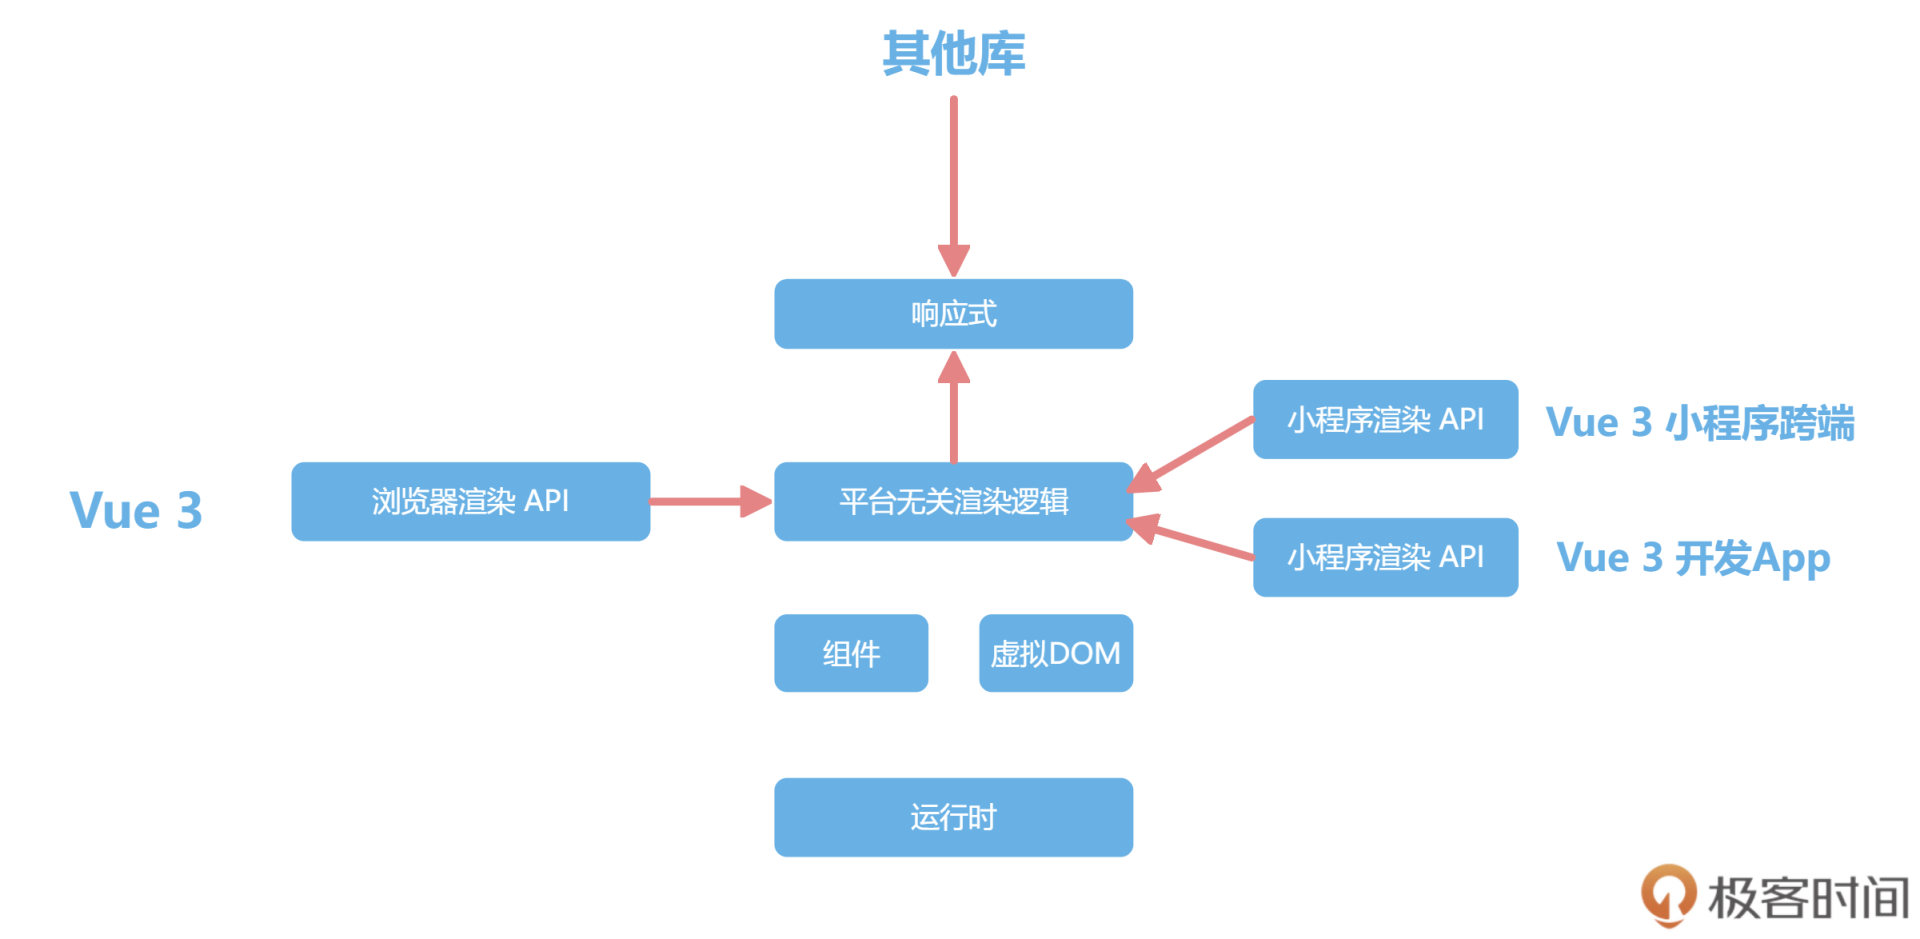 其他库
响应式
小程序渲染 API
Vue 3 小程序跨端
Vue 3
浏览器渲染 API
平台无关渲染逻辑
小程序渲染 API
Vue 3 开发App
组件
虚拟DOM
运行时
极客时间